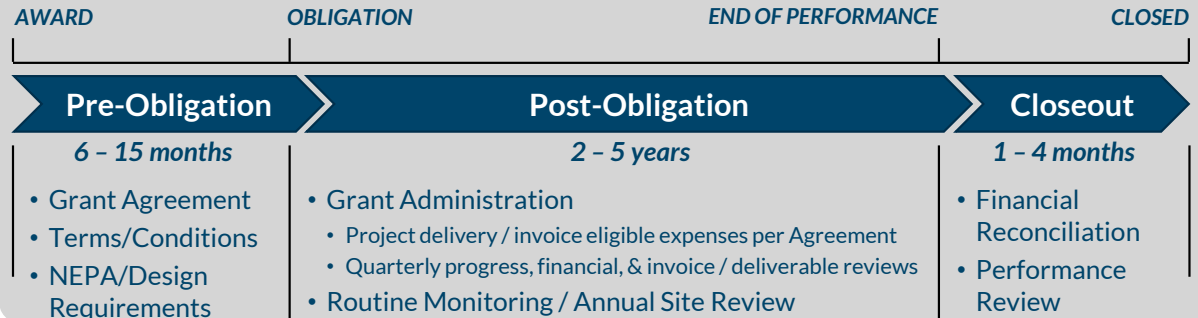 AWARD OBLIGATION END OF PERFORMANCE CLOSED
Pre-Obligation Post-Obligation Closeout
6 – 15 months 2 – 5 years 1 – 4 months
• Grant Agreement
• Terms/Conditions
• NEPA/Design
Requirements
• Grant Administration
• Project delivery / invoice eligible expenses per Agreement
• Quarterly progress, financial, & invoice / deliverable reviews
• Routine Monitoring / Annual Site Review
• Financial
Reconciliation
• Performance
Review